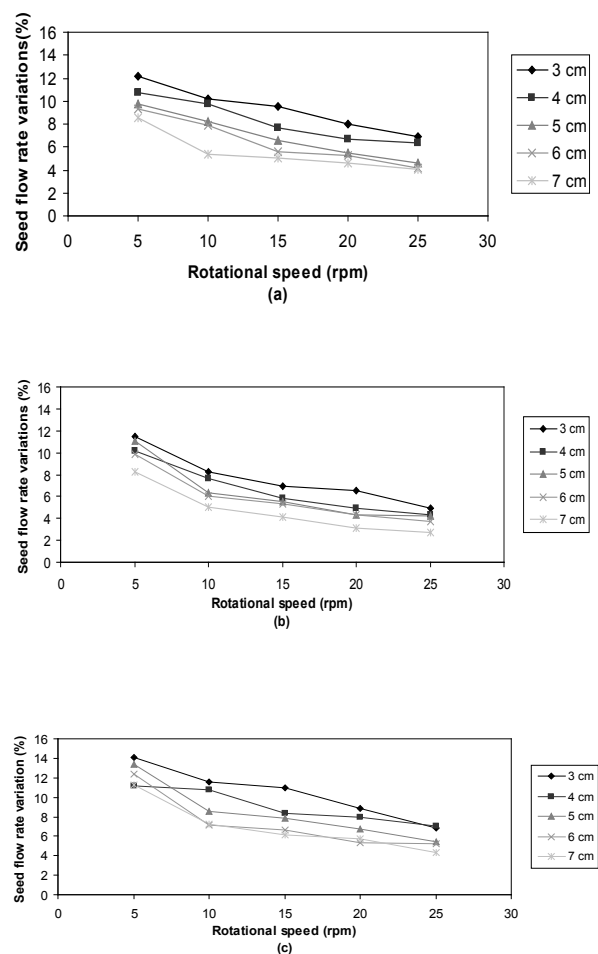 Seed flow rate variations(%)
16
14
12
10
8
6
4
2
0
0 5 10 15 20 25 30
Rotational speed (rpm)
(a)
3 cm
4 cm
5 cm
6 cm
7 cm
Seed flow rate variations (%)
16
14
12
10
8
6
4
2
0
0 5 10 15 20 25 30
Rotational speed (rpm)
(b)
3 cm
4 cm
5 cm
6 cm
7 cm
Seed flow rate variation (%)
16
14
12
10
8
6
4
2
0
0 5 10 15 20 25 30
Rotational speed (rpm)
(c)
3 cm
4 cm
5 cm
6 cm
7 cm